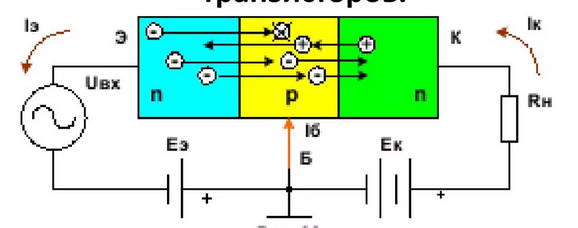 транзисторов.
Iэ
Э
К
Iк
Uвх
n
p
n
Rн
Eэ
Iб
Б
Eк
+
+